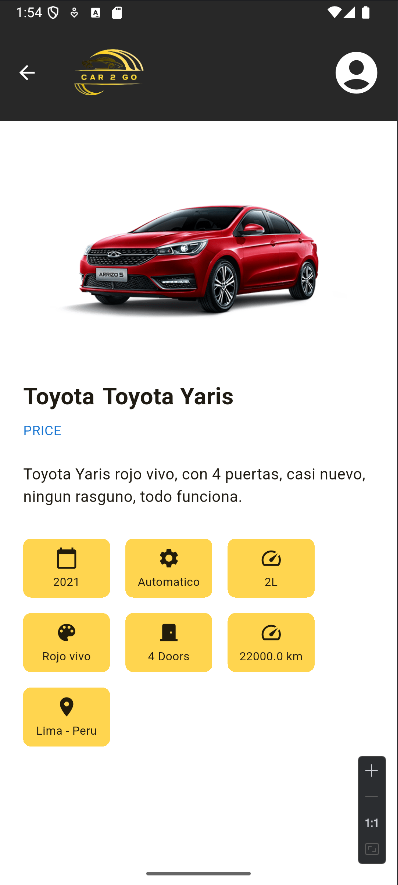 1:54
CAR 2 GO
ARRIZO 5
Toyota Toyota Yaris
PRICE
Toyota Yaris rojo vivo, con 4 puertas, casi nuevo,
ningun rasguno, todo funciona.
2021
Automatico
2L
Rojo vivo
4 Doors
22000.0 km
Lima - Peru
1:1